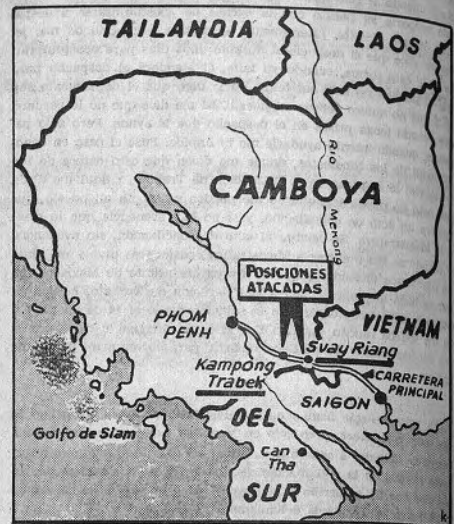 TAILANDIA
LAOS
RIO
Mekong
CAMBOYA
POSICIONES
ATACADAS
PHOM
PENH
VIETNAM
Svay Riang
Kampong
Trabek
CARRETERA
PRINCIPAL
SAIGON
DEL
Golfo de Siam
Can
Tha
SUR
k